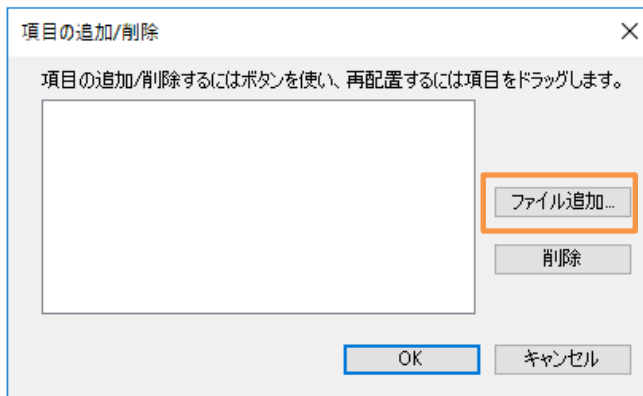 項目の追加/削除
項目の追加/削除するにはボタンを使い、再配置するには項目をドラッグします。
ファイル追加...
削除
OK
キャンセル